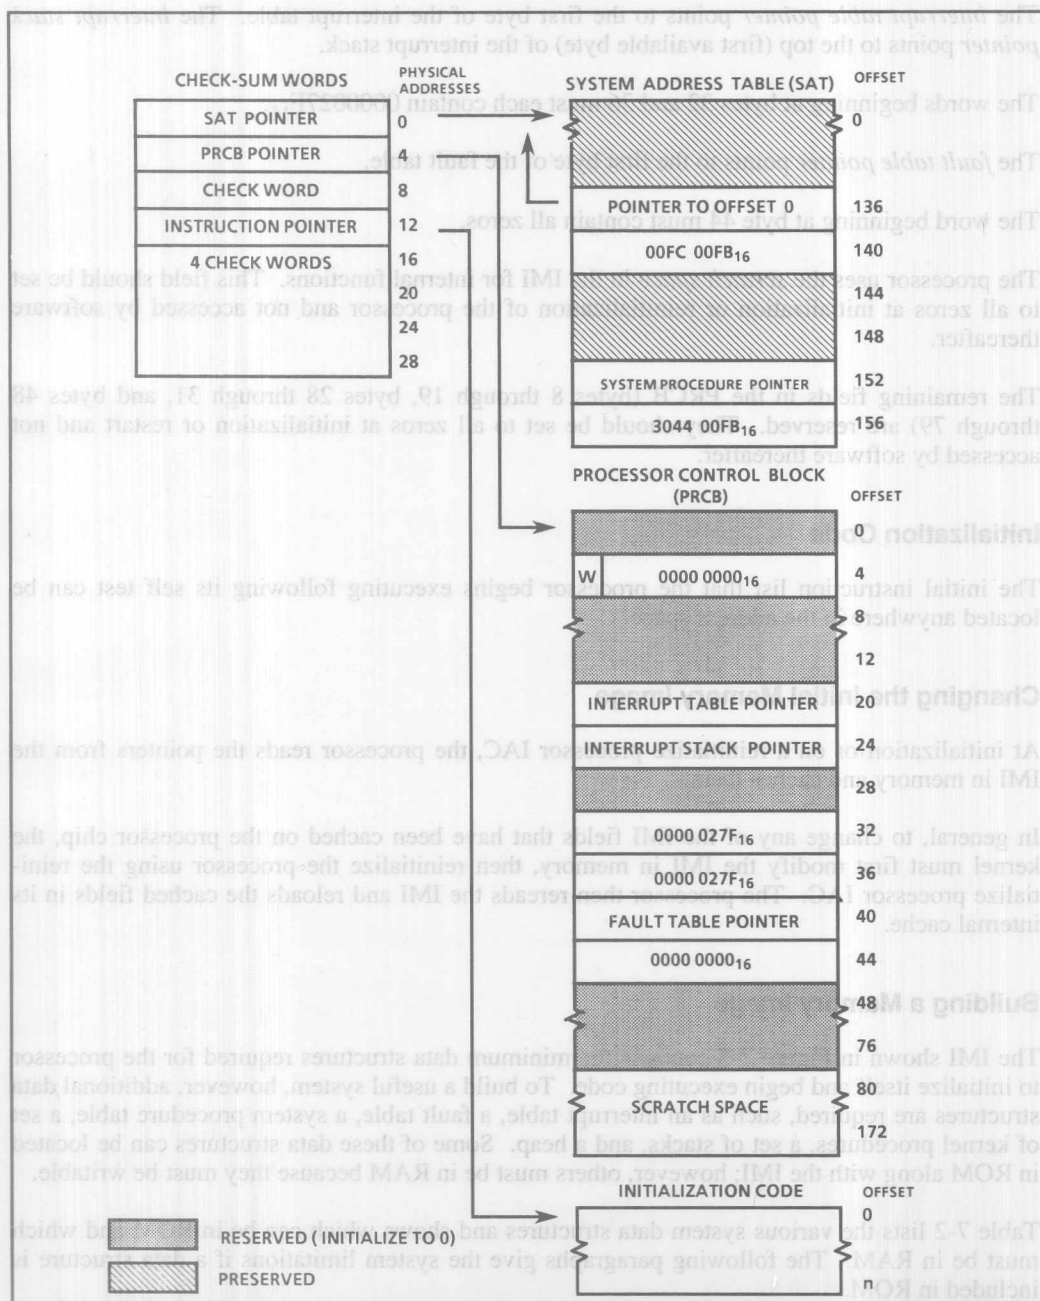 CHECK-SUM WORDS
PHYSICAL
ADDRESSES
SAT POINTER 0
PRCB POINTER 4
CHECK WORD 8
INSTRUCTION POINTER 12
4 CHECK WORDS 16
20
24
28
SYSTEM ADDRESS TABLE (SAT) OFFSET
0
POINTER TO OFFSET 0 136
00FC 00FB16 140
144
148
SYSTEM PROCEDURE POINTER 152
3044 00FB16 156
PROCESSOR CONTROL BLOCK
(PRCB) OFFSET
0
W 0000 000016 4
8
12
INTERRUPT TABLE POINTER 20
INTERRUPT STACK POINTER 24
28
0000 027F16 32
0000 027F16 36
FAULT TABLE POINTER 40
0000 000016 44
48
76
80
SCRATCH SPACE
172
INITIALIZATION CODE OFFSET
0
n
RESERVED ( INITIALIZE TO 0)
PRESERVED